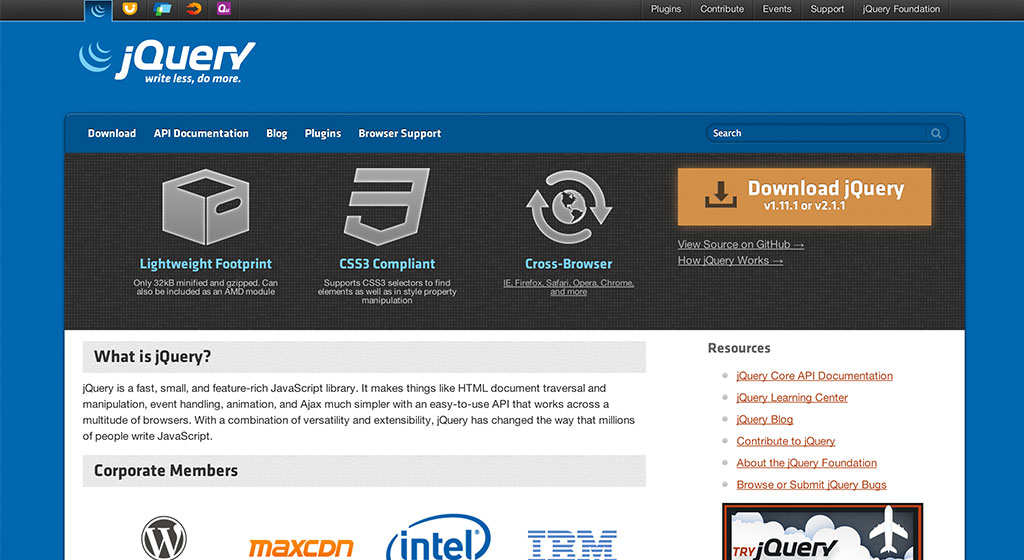 Plugins Contribute Events Support jQuery Foundation
jQuery
write less, do more.
Download API Documentation Blog Plugins Browser Support Search
Lightweight Footprint
Only 32kB minified and gzipped. Can
also be included as an AMD module
CSS3 Compliant
Supports CSS3 selectors to find
elements as well as in style property
manipulation
Cross-Browser
IE, Firefox, Safari, Opera, Chrome,
and more
Download jQuery
v1.11.1 or v2.1.1
View Source on GitHub →
How jQuery Works →
What is jQuery?
jQuery is a fast, small, and feature-rich JavaScript library. It makes things like HTML document traversal and
manipulation, event handling, animation, and Ajax much simpler with an easy-to-use API that works across a
multitude of browsers. With a combination of versatility and extensibility, jQuery has changed the way that millions
of people write JavaScript.
Corporate Members
W
maxcdn
intel
IBM
Resources
jQuery Core API Documentation
jQuery Learning Center
jQuery Blog
Contribute to jQuery
About the jQuery Foundation
Browse or Submit jQuery Bugs
TRY jQuery